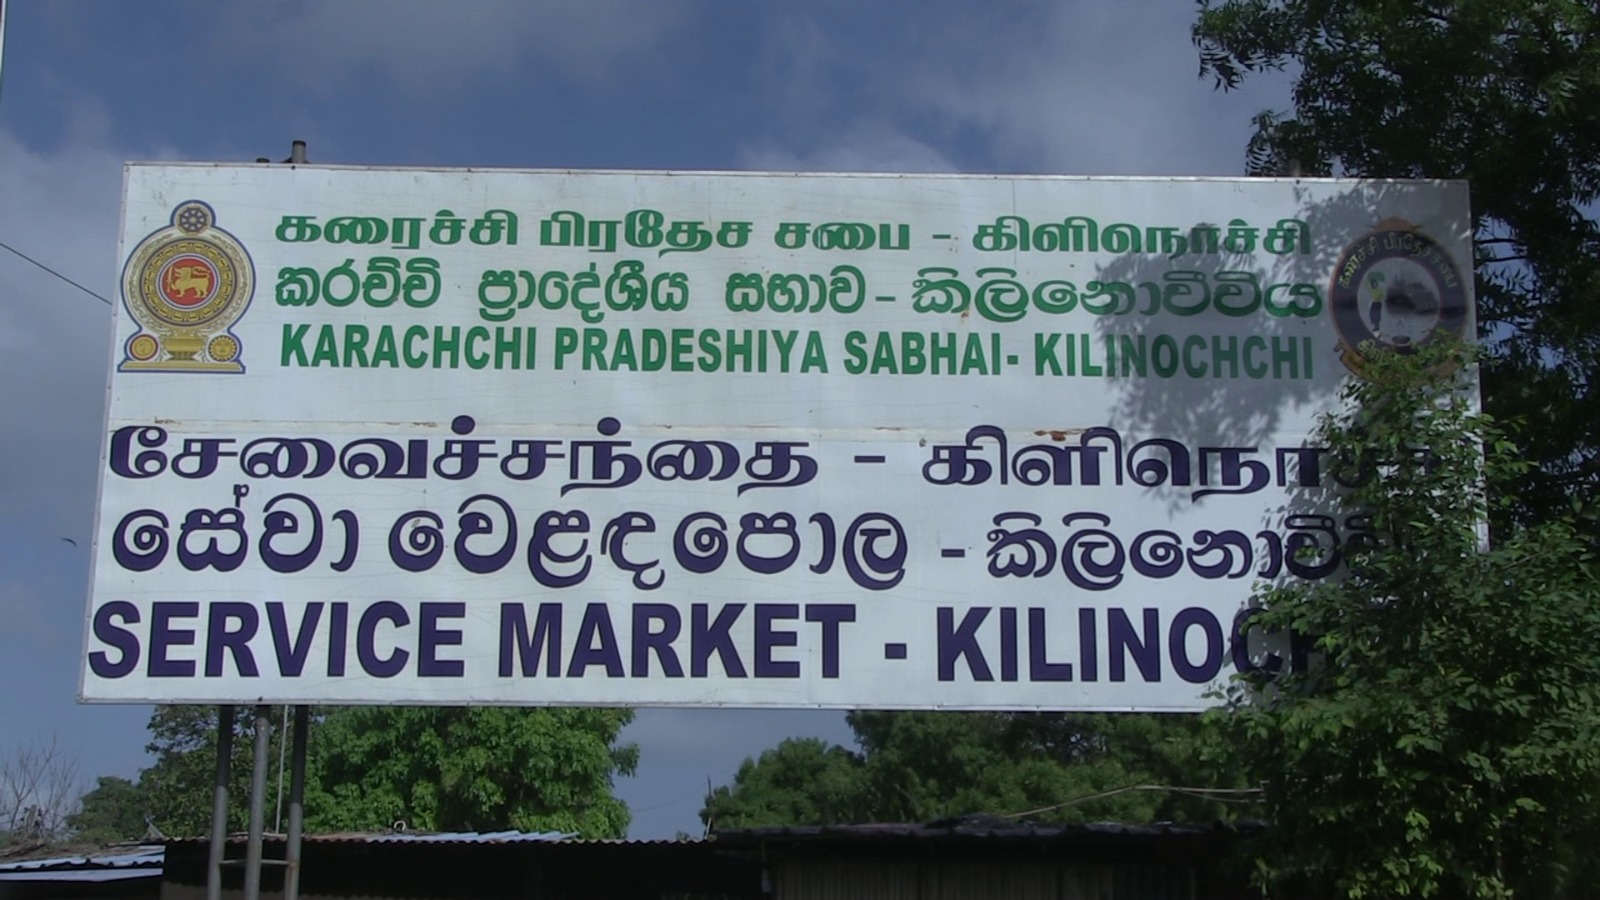 கரைச்சி பிரதேச சபை - கிளிநொச்சி
කරච්චි ප්‍රාදේශීය සභාව - කිලිනොච්චිය
KARACHCHI PRADESHIYA SABHAI- KILINOCHCHI
சேவைச்சந்தை -
සේවා වෙළඳපොල -
SERVICE MARKET -